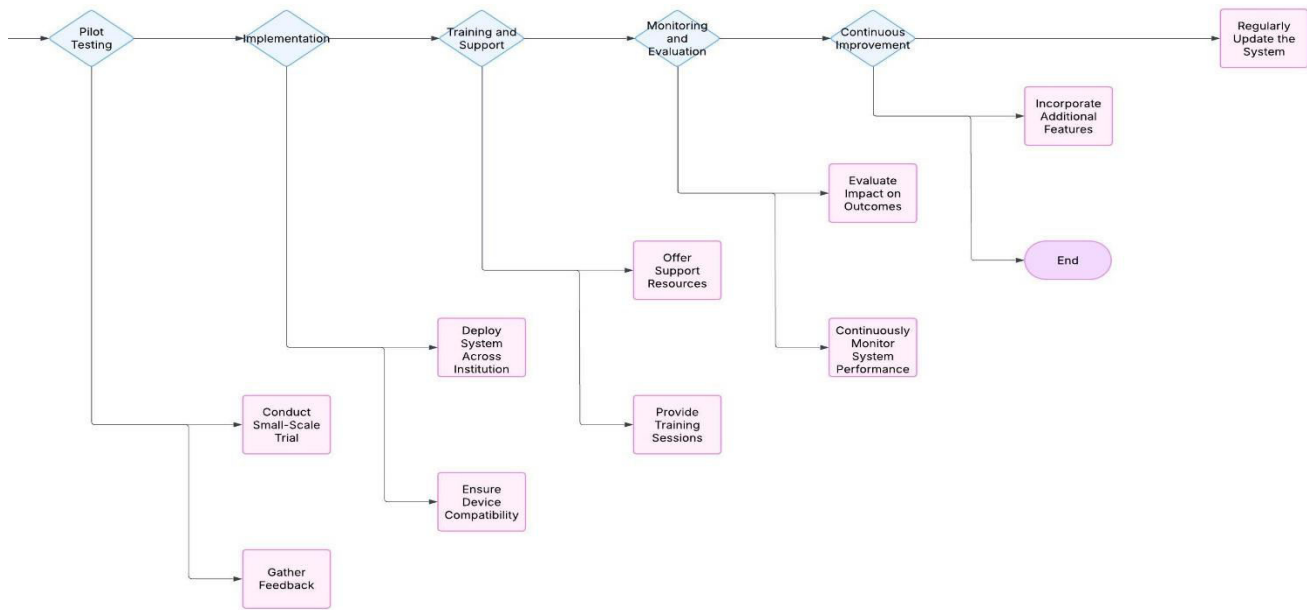 Pilot
Testing
Implementation
Training and
Support
Monitoring
and
Evaluation
Continuous
Improvement
Regularly
Update the
System
Incorporate
Additional
Features
Evaluate
Impact on
Outcomes
Offer
Support
Resources
End
Deploy
System
Across
Institution
Continuously
Monitor
System
Performance
Conduct
Small-Scale
Trial
Provide
Training
Sessions
Ensure
Device
Compatibility
Gather
Feedback